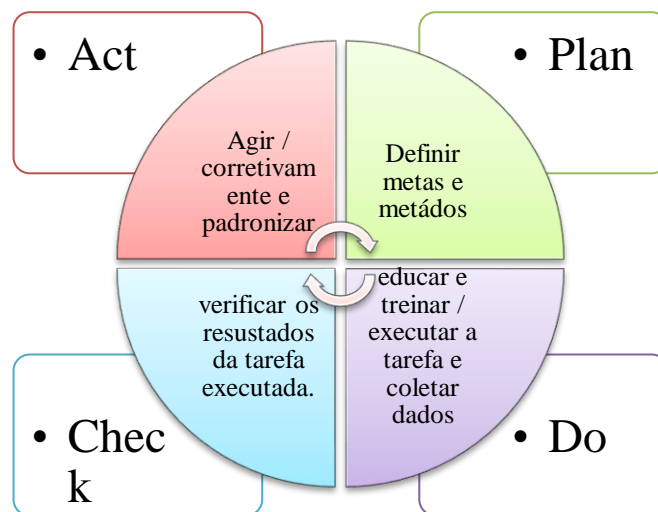 • Act
• Plan
Agir /
corretivam
ente e
padronizar
Definir
metas e
metádos
verificar os
resustados
da tarefa
executada.
educar e
treinar /
executar a
tarefa e
coletar
dados
• Chec
k
• Do